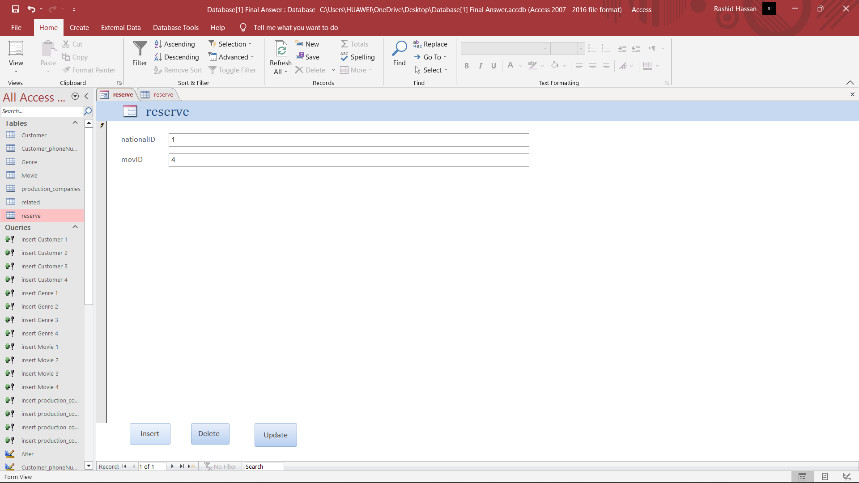 Database[1] Final Answer : Database- C:\Users\HUAWEI\OneDrive\Desktop\Database[1] Final Answer.accdb (Access 2007 - 2016 file format) - Access
Rashid Hassan
File Home Create External Data Database Tools Help Tell me what you want to do
View
Views
Paste
Cut
Copy
Format Painter
Clipboard
Filter
Ascending
Descending
Remove Sort
Selection
Advanced
Toggle Filter
Sort & Filter
Refresh All
New
Save
Delete
Totals
Spelling
More
Records
Find
Replace
Go To
Select
Find
B I U A
Text Formatting
All Access ...
Search...
Tables
Customer
Customer_phoneNu...
Genre
Movie
production_companies
related
reserve
Queries
insert Customer 1
insert Customer 2
insert Customer 3
insert Customer 4
insert Genre 1
insert Genre 2
insert Genre 3
insert Genre 4
insert Movie 1
insert Movie 2
insert Movie 3
insert Movie 4
insert production_co...
insert production_co...
insert production_co...
insert production_co...
Alter
Customer_phoneNu...
reserve reserve
reserve
nationalID 1
movID 4
Insert Delete Update
Record: 1 of 1 No Filter Search
Form View